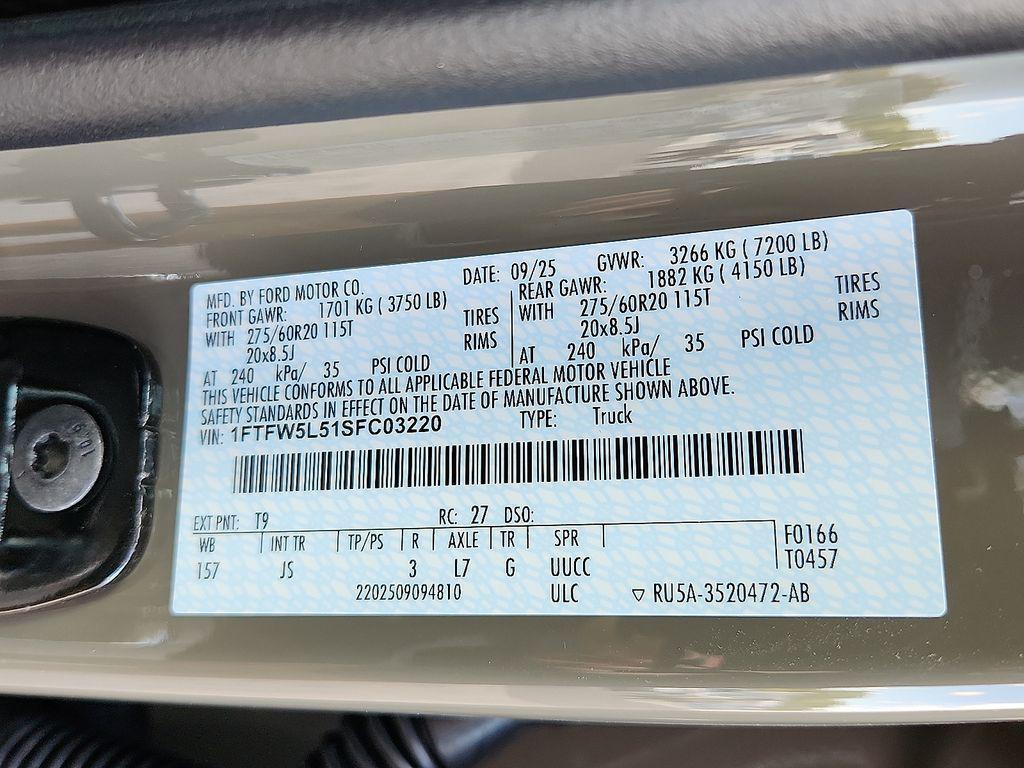 MFD. BY FORD MOTOR CO. DATE: 09/25 GVWR: 3266 KG ( 7200 LB)
FRONT GAWR: 1701 KG ( 3750 LB) REAR GAWR: 1882 KG ( 4150 LB)
WITH 275/60R20 115T TIRES WITH 275/60R20 115T TIRES
20x8.5J RIMS 20x8.5J RIMS
AT 240 kPa/ 35 PSI COLD AT 240 kPa/ 35 PSI COLD
THIS VEHICLE CONFORMS TO ALL APPLICABLE FEDERAL MOTOR VEHICLE
SAFETY STANDARDS IN EFFECT ON THE DATE OF MANUFACTURE SHOWN ABOVE.
VIN: 1FTFW5L51SFC03220 TYPE: Truck
EXT PNT: T9 RC: 27 DSO:
WB INT TR TP/PS R AXLE TR SPR F0166
157 JS 3 L7 G UUCC T0457
2202509094810 ULC ▽ RU5A-3520472-AB
10.9